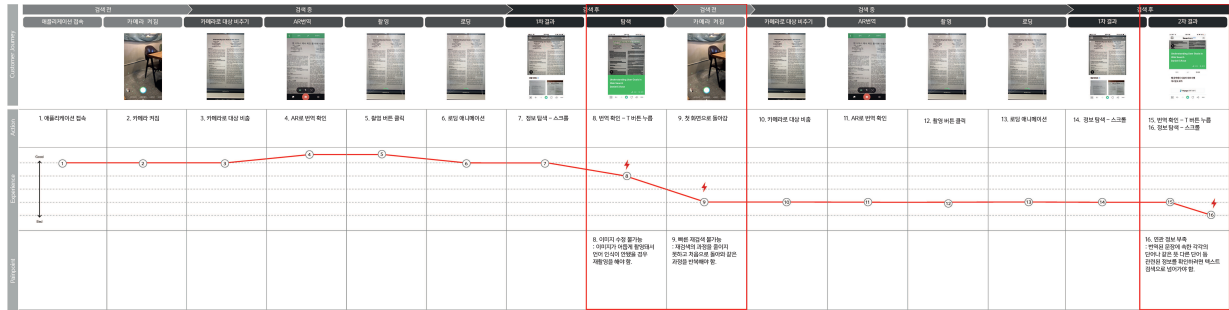 검색 전
검색 중
검색 후
검색 전
검색 중
검색 후
애플리케이션 접속
카메라 켜짐
카메라로 대상 비추기
AR번역
촬영
로딩
1차 결과
탐색
카메라 켜짐
카메라로 대상 비추기
AR번역
촬영
로딩
1차 결과
2차 결과
Customer Journey
Action
1. 애플리케이션 접속
2. 카메라 켜짐
3. 카메라로 대상 비춤
4. AR로 번역 확인
5. 촬영 버튼 클릭
6. 로딩 애니메이션
7. 정보 탐색 – 스크롤
8. 번역 확인 – T 버튼 누름
9. 첫 화면으로 돌아감
10. 카메라로 대상 비춤
11. AR로 번역 확인
12. 촬영 버튼 클릭
13. 로딩 애니메이션
14. 정보 탐색 – 스크롤
15. 번역 확인 – T 버튼 누름
16. 정보 탐색 – 스크롤
Experience
Good
Bad
1
2
3
4
5
6
7
8
9
10
11
12
13
14
15
16
Painpoint
8. 이미지 수정 불가능
: 이미지가 어둡게 촬영돼서
언어 인식이 안됐을 경우
재촬영을 해야 함.
9. 빠른 재검색 불가능
: 재검색의 과정을 줄이지
못하고 처음으로 돌아와 같은
과정을 반복해야함.
16. 연관 정보 부족
: 번역된 문장에 속한 각각의
단어나 같은 뜻 다른 단어 등
관련된 정보를 확인하려면 텍스트
검색으로 넘어가야 함.